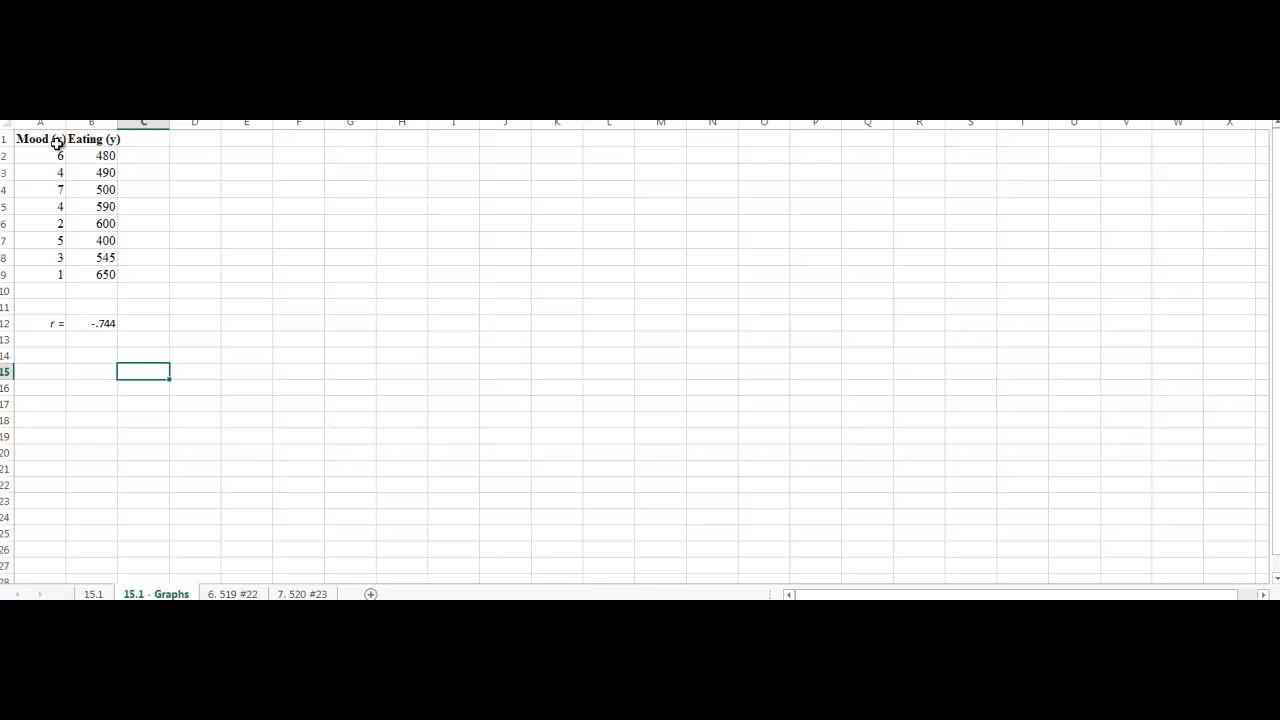 A B C D E F G H I J K L M N O P Q R S T U V W X
1 Mood (x) Eating (y)
2 6 480
3 4 490
4 7 500
5 4 590
6 2 600
7 5 400
8 3 545
9 1 650
10
11
12 r = -.744
13
14
15
16
17
18
19
20
21
22
23
24
25
26
27
28
15.1 15.1 - Graphs 6. 519 #22 7. 520 #23